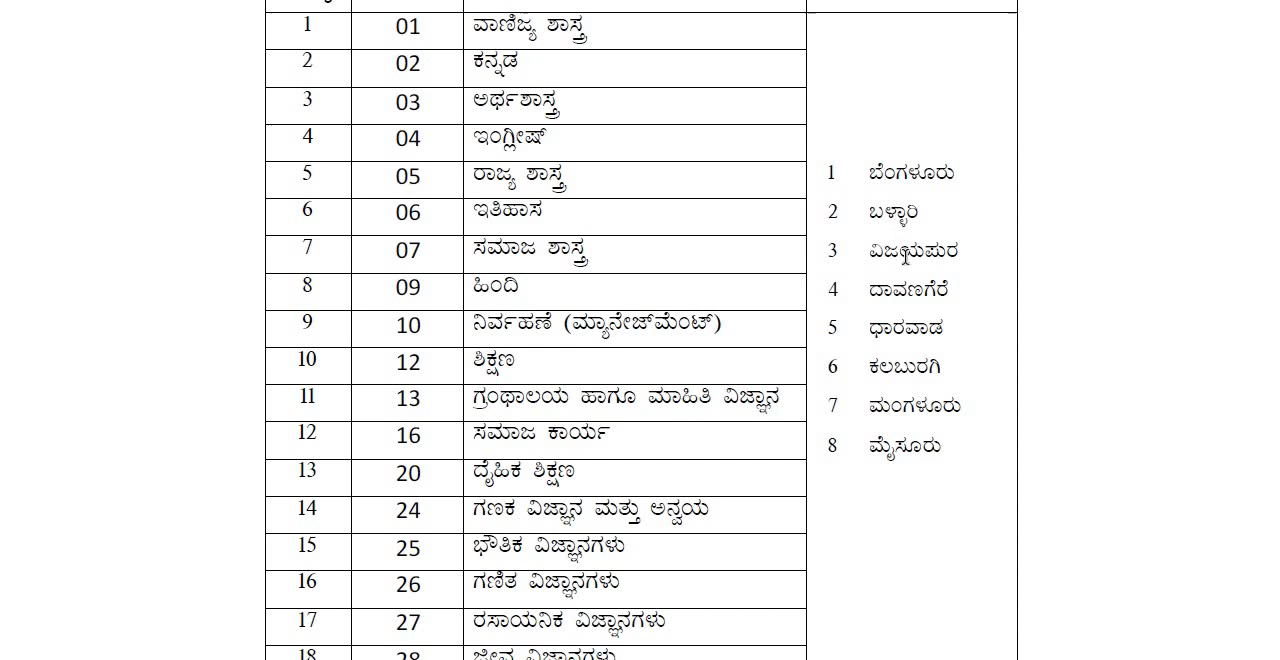 1 01 ವಾಣಿಜ್ಯ ಶಾಸ್ತ್ರ
2 02 ಕನ್ನಡ
3 03 ಅರ್ಥಶಾಸ್ತ್ರ
4 04 ಇಂಗ್ಲೀಷ್
5 05 ರಾಜ್ಯ ಶಾಸ್ತ್ರ
6 06 ಇತಿಹಾಸ
7 07 ಸಮಾಜ ಶಾಸ್ತ್ರ
8 09 ಹಿಂದಿ
9 10 ನಿರ್ವಹಣೆ (ಮ್ಯಾನೇಜ್‌ಮೆಂಟ್)
10 12 ಶಿಕ್ಷಣ
11 13 ಗ್ರಂಥಾಲಯ ಹಾಗೂ ಮಾಹಿತಿ ವಿಜ್ಞಾನ
12 16 ಸಮಾಜ ಕಾರ್ಯ
13 20 ದೈಹಿಕ ಶಿಕ್ಷಣ
14 24 ಗಣಕ ವಿಜ್ಞಾನ ಮತ್ತು ಅನ್ವಯ
15 25 ಭೌತಿಕ ವಿಜ್ಞಾನಗಳು
16 26 ಗಣಿತ ವಿಜ್ಞಾನಗಳು
17 27 ರಸಾಯನಿಕ ವಿಜ್ಞಾನಗಳು
18 28 ಜೀವ ವಿಜ್ಞಾನಗಳು
1 ಬೆಂಗಳೂರು
2 ಬಳ್ಳಾರಿ
3 ವಿಜಯಪುರ
4 ದಾವಣಗೆರೆ
5 ಧಾರವಾಡ
6 ಕಲಬುರಗಿ
7 ಮಂಗಳೂರು
8 ಮೈಸೂರು